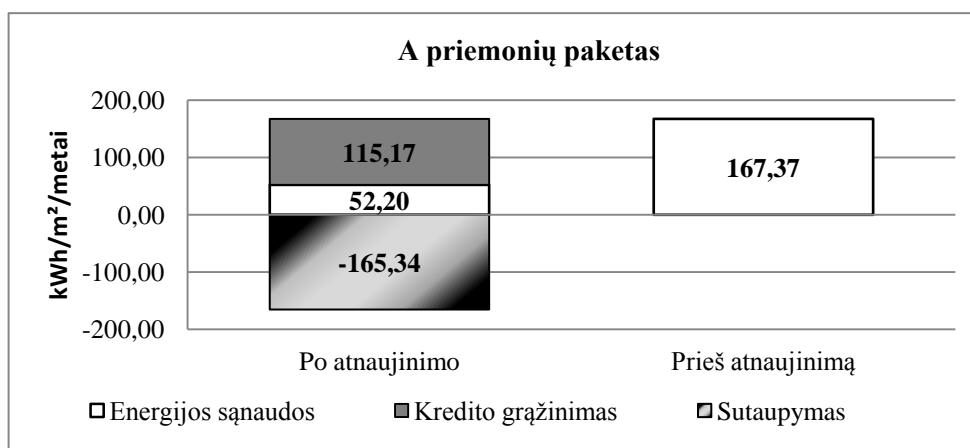 A priemonių paketas
kWh/m²/metai
200,00
100,00
0,00
-100,00
-200,00
115,17
52,20
-165,34
167,37
Po atnaujinimo
Prieš atnaujinimą
Energijos sąnaudos
Kredito grąžinimas
Sutaupymas